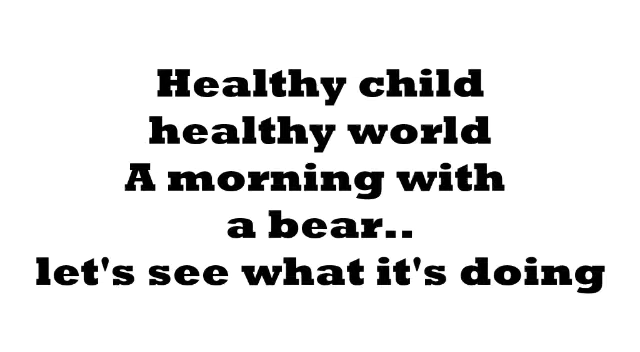 Healthy child
healthy world
A morning with
a bear..
let's see what it's doing